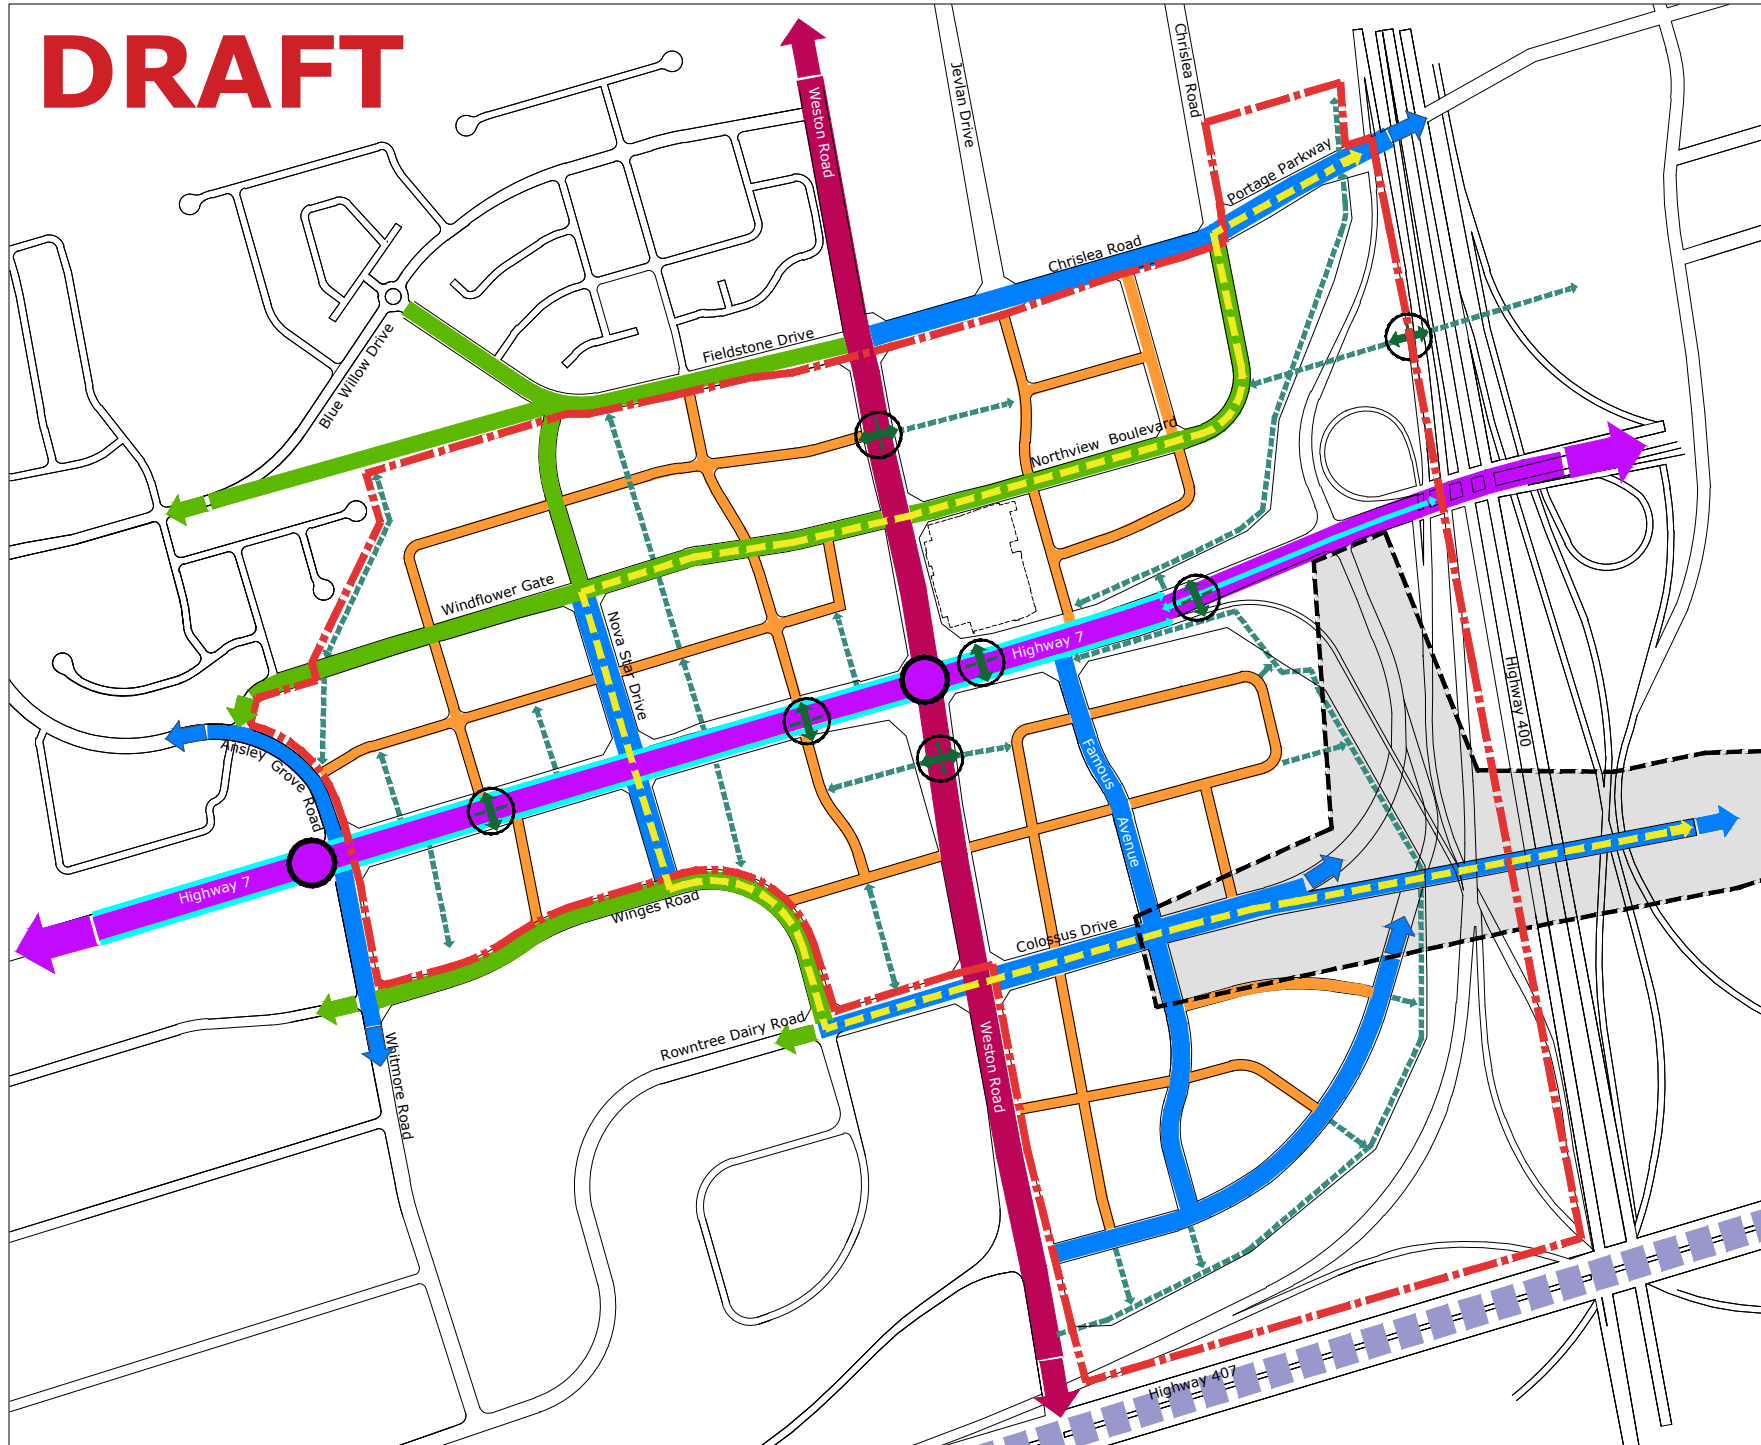 DRAFT
Weston Road
Jevlan Drive
Chrislea Road
Portage Parkway
Chrislea Road
Fieldstone Drive
Blue Willow Drive
Northview Boulevard
Windflower Gate
Nova Star Drive
Highway 7
Highway 400
Ansley Grove Road
Famous Avenue
Highway 7
Winges Road
Colossus Drive
Rowntree Dairy Road
Whitmore Road
Weston Road
Highway 407